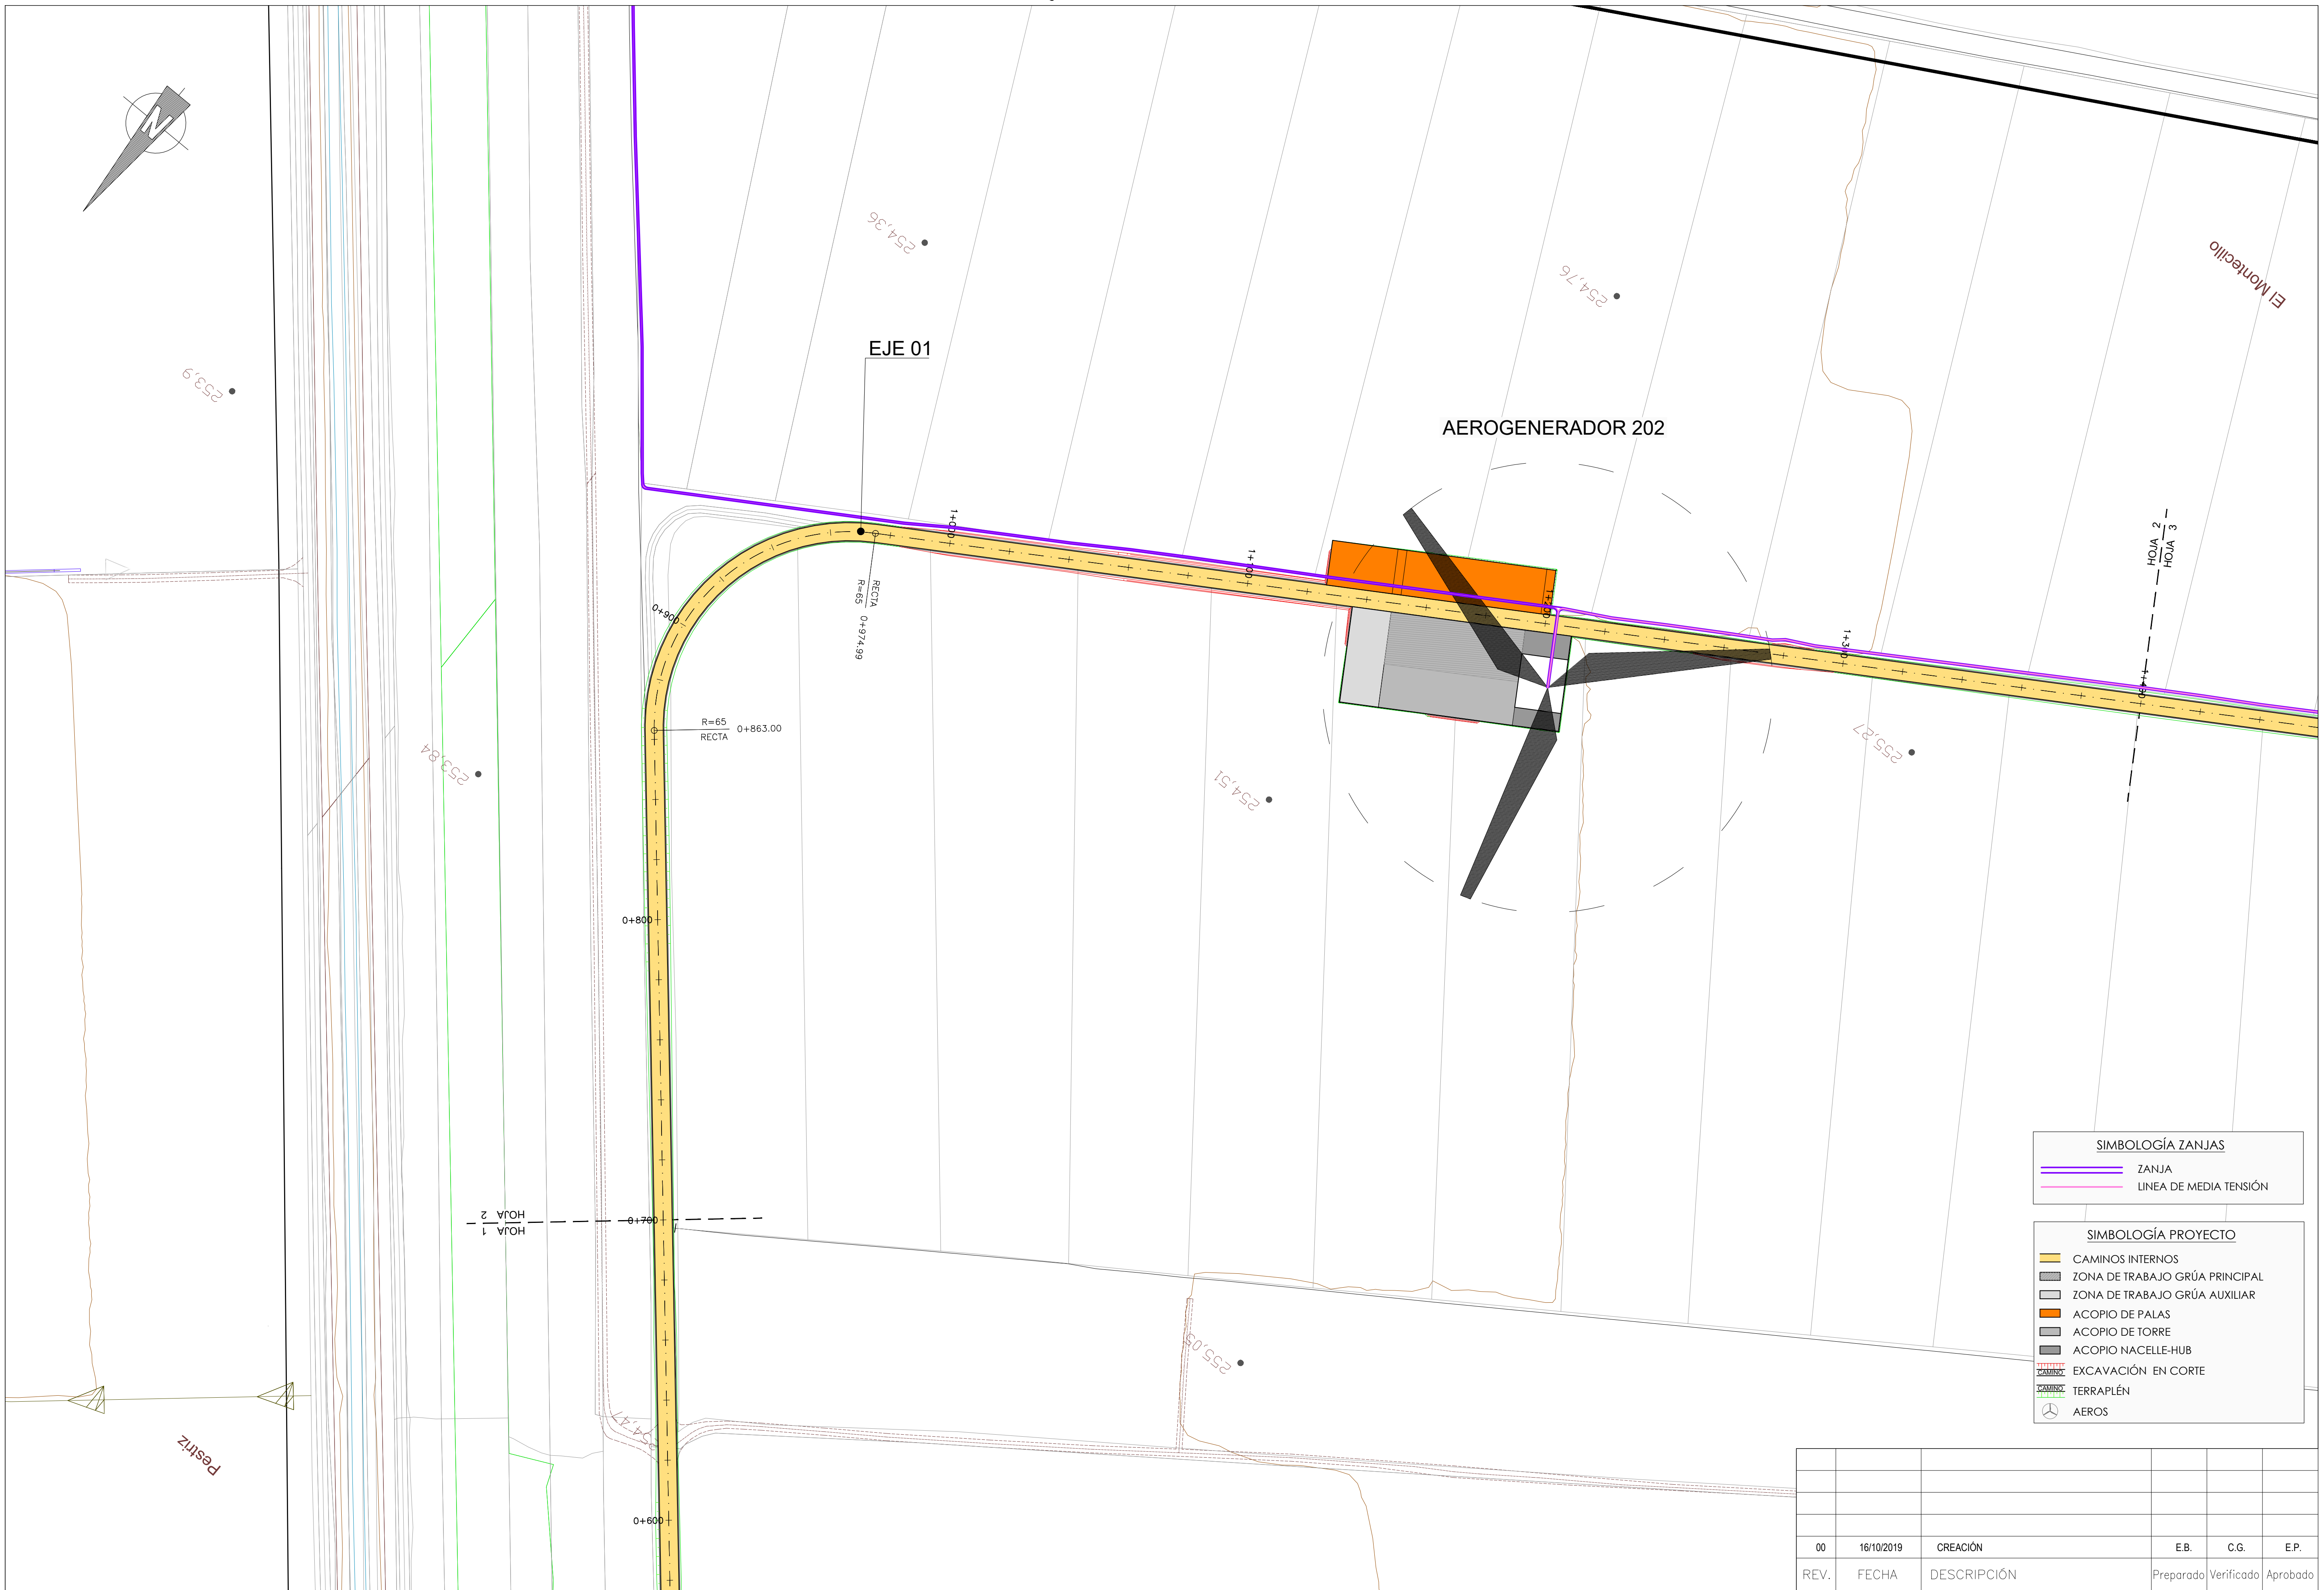 N
254,36
254,76
El Montecillo
253,9
EJE 01
AEROGENERADOR 202
1+000
1+100
1+200
1+300
HOJA 2
HOJA 3
0+900
RECTA
R=65
0+974.99
R=65
RECTA
0+863.00
253,84
254,51
255,27
0+800
0+700
HOJA 2
HOJA 1
255,05
Pestriz
0+600
SIMBOLOGÍA ZANJAS
ZANJA
LINEA DE MEDIA TENSIÓN
SIMBOLOGÍA PROYECTO
CAMINOS INTERNOS
ZONA DE TRABAJO GRÚA PRINCIPAL
ZONA DE TRABAJO GRÚA AUXILIAR
ACOPIO DE PALAS
ACOPIO DE TORRE
ACOPIO NACELLE-HUB
CAMINO EXCAVACIÓN EN CORTE
CAMINO TERRAPLÉN
AEROS
00 16/10/2019 CREACIÓN E.B. C.G. E.P.
REV. FECHA DESCRIPCIÓN Preparado Verificado Aprobado